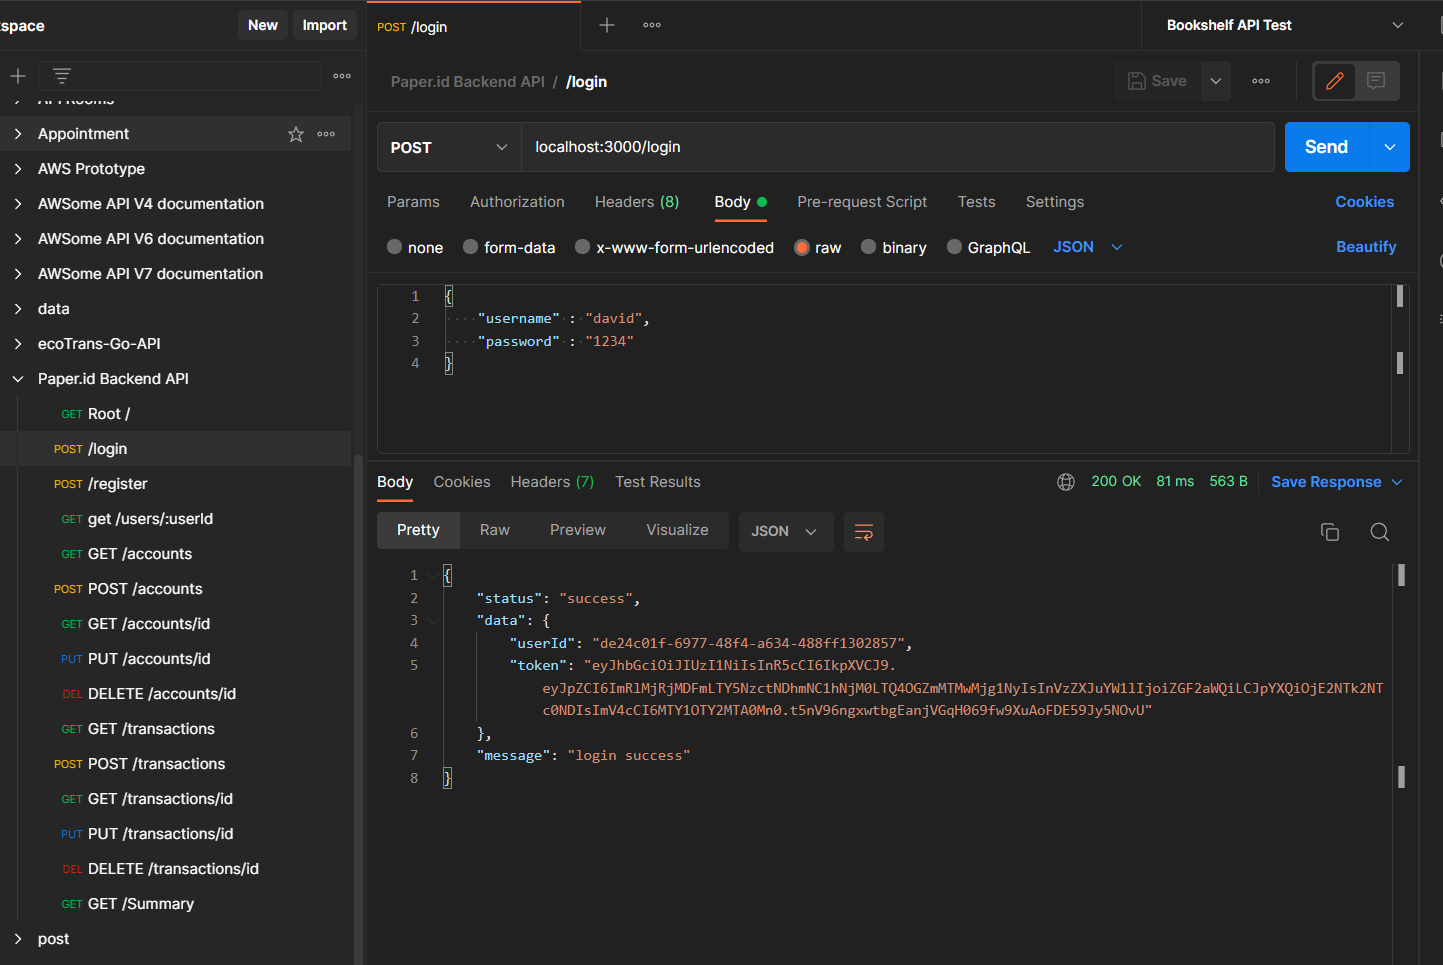 space
New
Import
POST /login
Bookshelf API Test
Paper.id Backend API / /login
Save
API Rooms
Appointment
AWS Prototype
AWSome API V4 documentation
AWSome API V6 documentation
AWSome API V7 documentation
data
ecoTrans-Go-API
Paper.id Backend API
GET Root /
POST /login
POST /register
GET get /users/:userId
GET GET /accounts
POST POST /accounts
GET GET /accounts/id
PUT PUT /accounts/id
DEL DELETE /accounts/id
GET GET /transactions
POST POST /transactions
GET GET /transactions/id
PUT PUT /transactions/id
DEL DELETE /transactions/id
GET GET /Summary
post
POST
localhost:3000/login
Send
Params Authorization Headers (8) Body Pre-request Script Tests Settings Cookies
none form-data x-www-form-urlencoded raw binary GraphQL JSON Beautify
1 {
2 "username" : "david",
3 "password" : "1234"
4 }
Body Cookies Headers (7) Test Results 200 OK 81 ms 563 B Save Response
Pretty Raw Preview Visualize JSON
1 {
2 "status": "success",
3 "data": {
4 "userId": "de24c01f-6977-48f4-a634-488ff1302857",
5 "token": "eyJhbGciOiJIUzI1NiIsInR5cCI6IkpXVCJ9.
eyJpZCI6ImRlMjRjMDFmLTY5NzctNDhmNC1hNjM0LTQ4OGZmMTMwMjg1NyIsInVzZXJuYW1lIjoiZGF2aWQiLCJpYXQiOjE2NTk2NT
c0NDIsImV4cCI6MTY1OTY2MTA0Mn0.t5nV96ngxwtbgEanjVGqH069fw9XuAoFDE59Jy5NOvU"
6 },
7 "message": "login success"
8 }